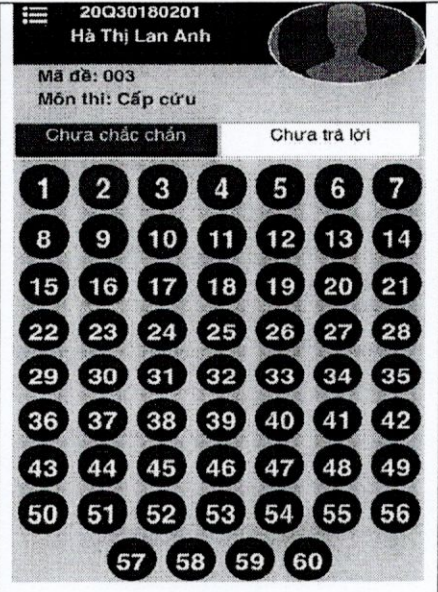 20Q30180201
Hà Thị Lan Anh
Mã đề: 003
Môn thi: Cấp cứu
Chưa chắc chắn Chưa trả lời
1 2 3 4 5 6 7
8 9 10 11 12 13 14
15 16 17 18 19 20 21
22 23 24 25 26 27 28
29 30 31 32 33 34 35
36 37 38 39 40 41 42
43 44 45 46 47 48 49
50 51 52 53 54 55 56
57 58 59 60